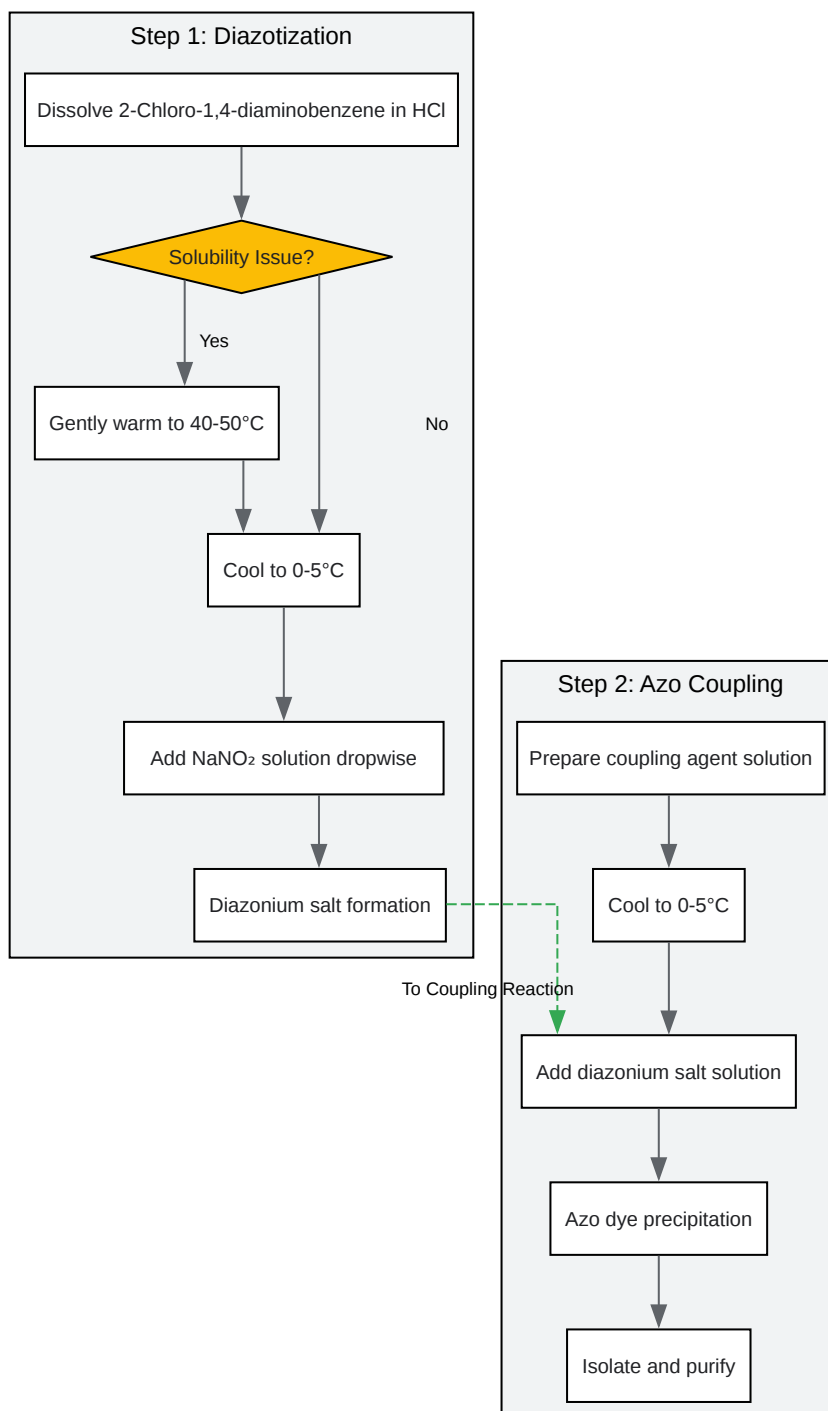 Step 1: Diazotization
Dissolve 2-Chloro-1,4-diaminobenzene in HCl
Solubility Issue?
Yes
Gently warm to 40-50°C
No
Cool to 0-5°C
Add NaNO₂ solution dropwise
Diazonium salt formation
To Coupling Reaction
Step 2: Azo Coupling
Prepare coupling agent solution
Cool to 0-5°C
Add diazonium salt solution
Azo dye precipitation
Isolate and purify